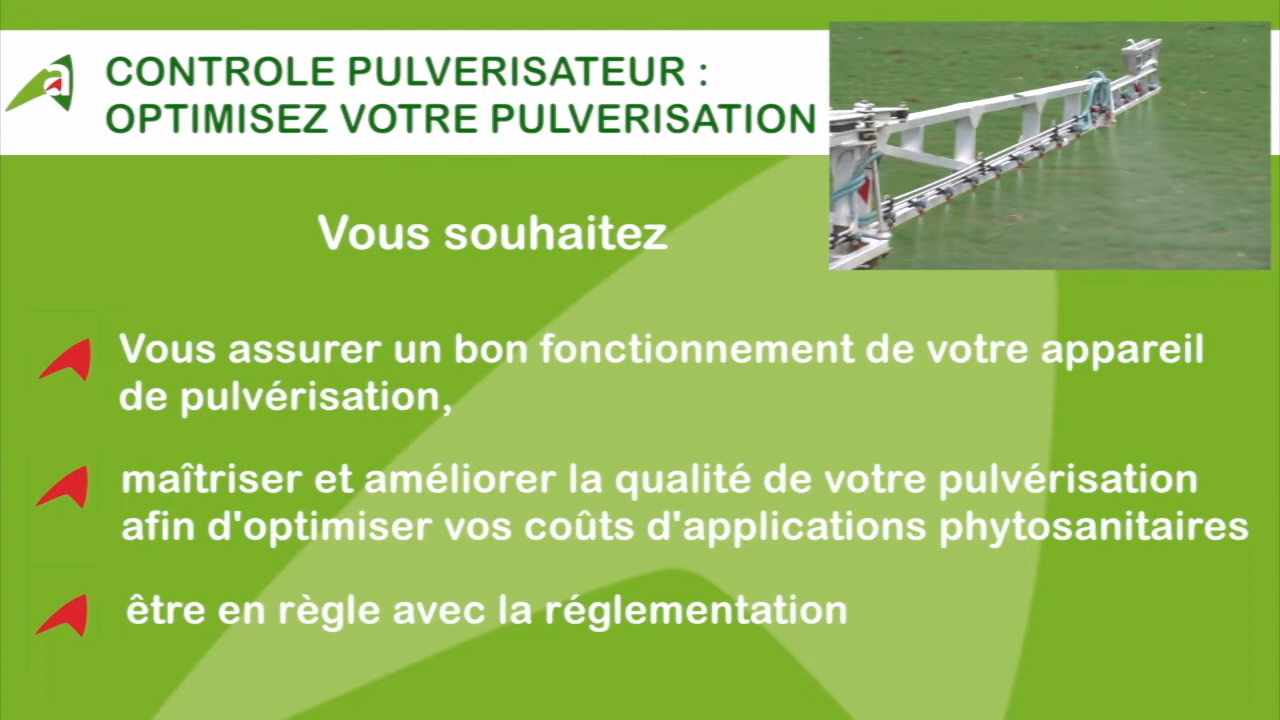 CONTROLE PULVERISATEUR :
OPTIMISEZ VOTRE PULVERISATION
Vous souhaitez
Vous assurer un bon fonctionnement de votre appareil
de pulvérisation,
maîtriser et améliorer la qualité de votre pulvérisation
afin d'optimiser vos coûts d'applications phytosanitaires
être en règle avec la réglementation